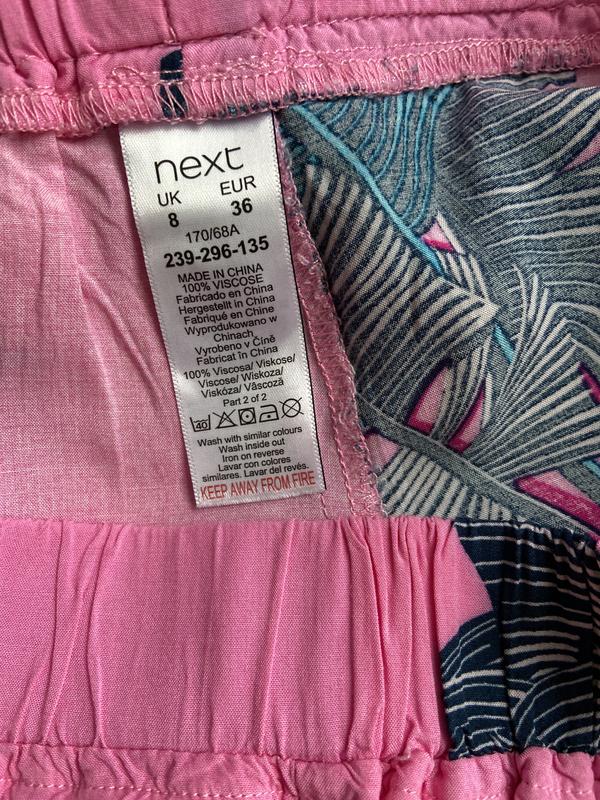 next
UK EUR
8 36
170/68A
239-296-135
MADE IN CHINA
100% VISCOSE
Fabricado en China
Hergestellt in China
Fabriqué en Chine
Wyprodukowano w
Chinach
Vyrobeno v Číně
Fabricat în China
100% Viscosa/Viskose/
Viscose/Wiskoza/
Viskóza/Vâscoză
Part 2 of 2
40
Wash with similar colours
Wash inside out
Iron on reverse
Lavar con colores
similares. Lavar del revés.
KEEP AWAY FROM FIRE